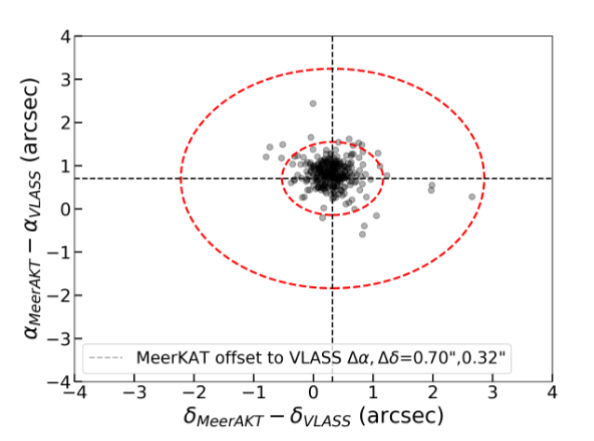 4
3
2
1
0
−1
−2
−3
−4
α_MeerAKT − α_VLASS (arcsec)
MeerKAT offset to VLASS Δα, Δδ=0.70",0.32"
−4 −3 −2 −1 0 1 2 3 4
δ_MeerAKT − δ_VLASS (arcsec)